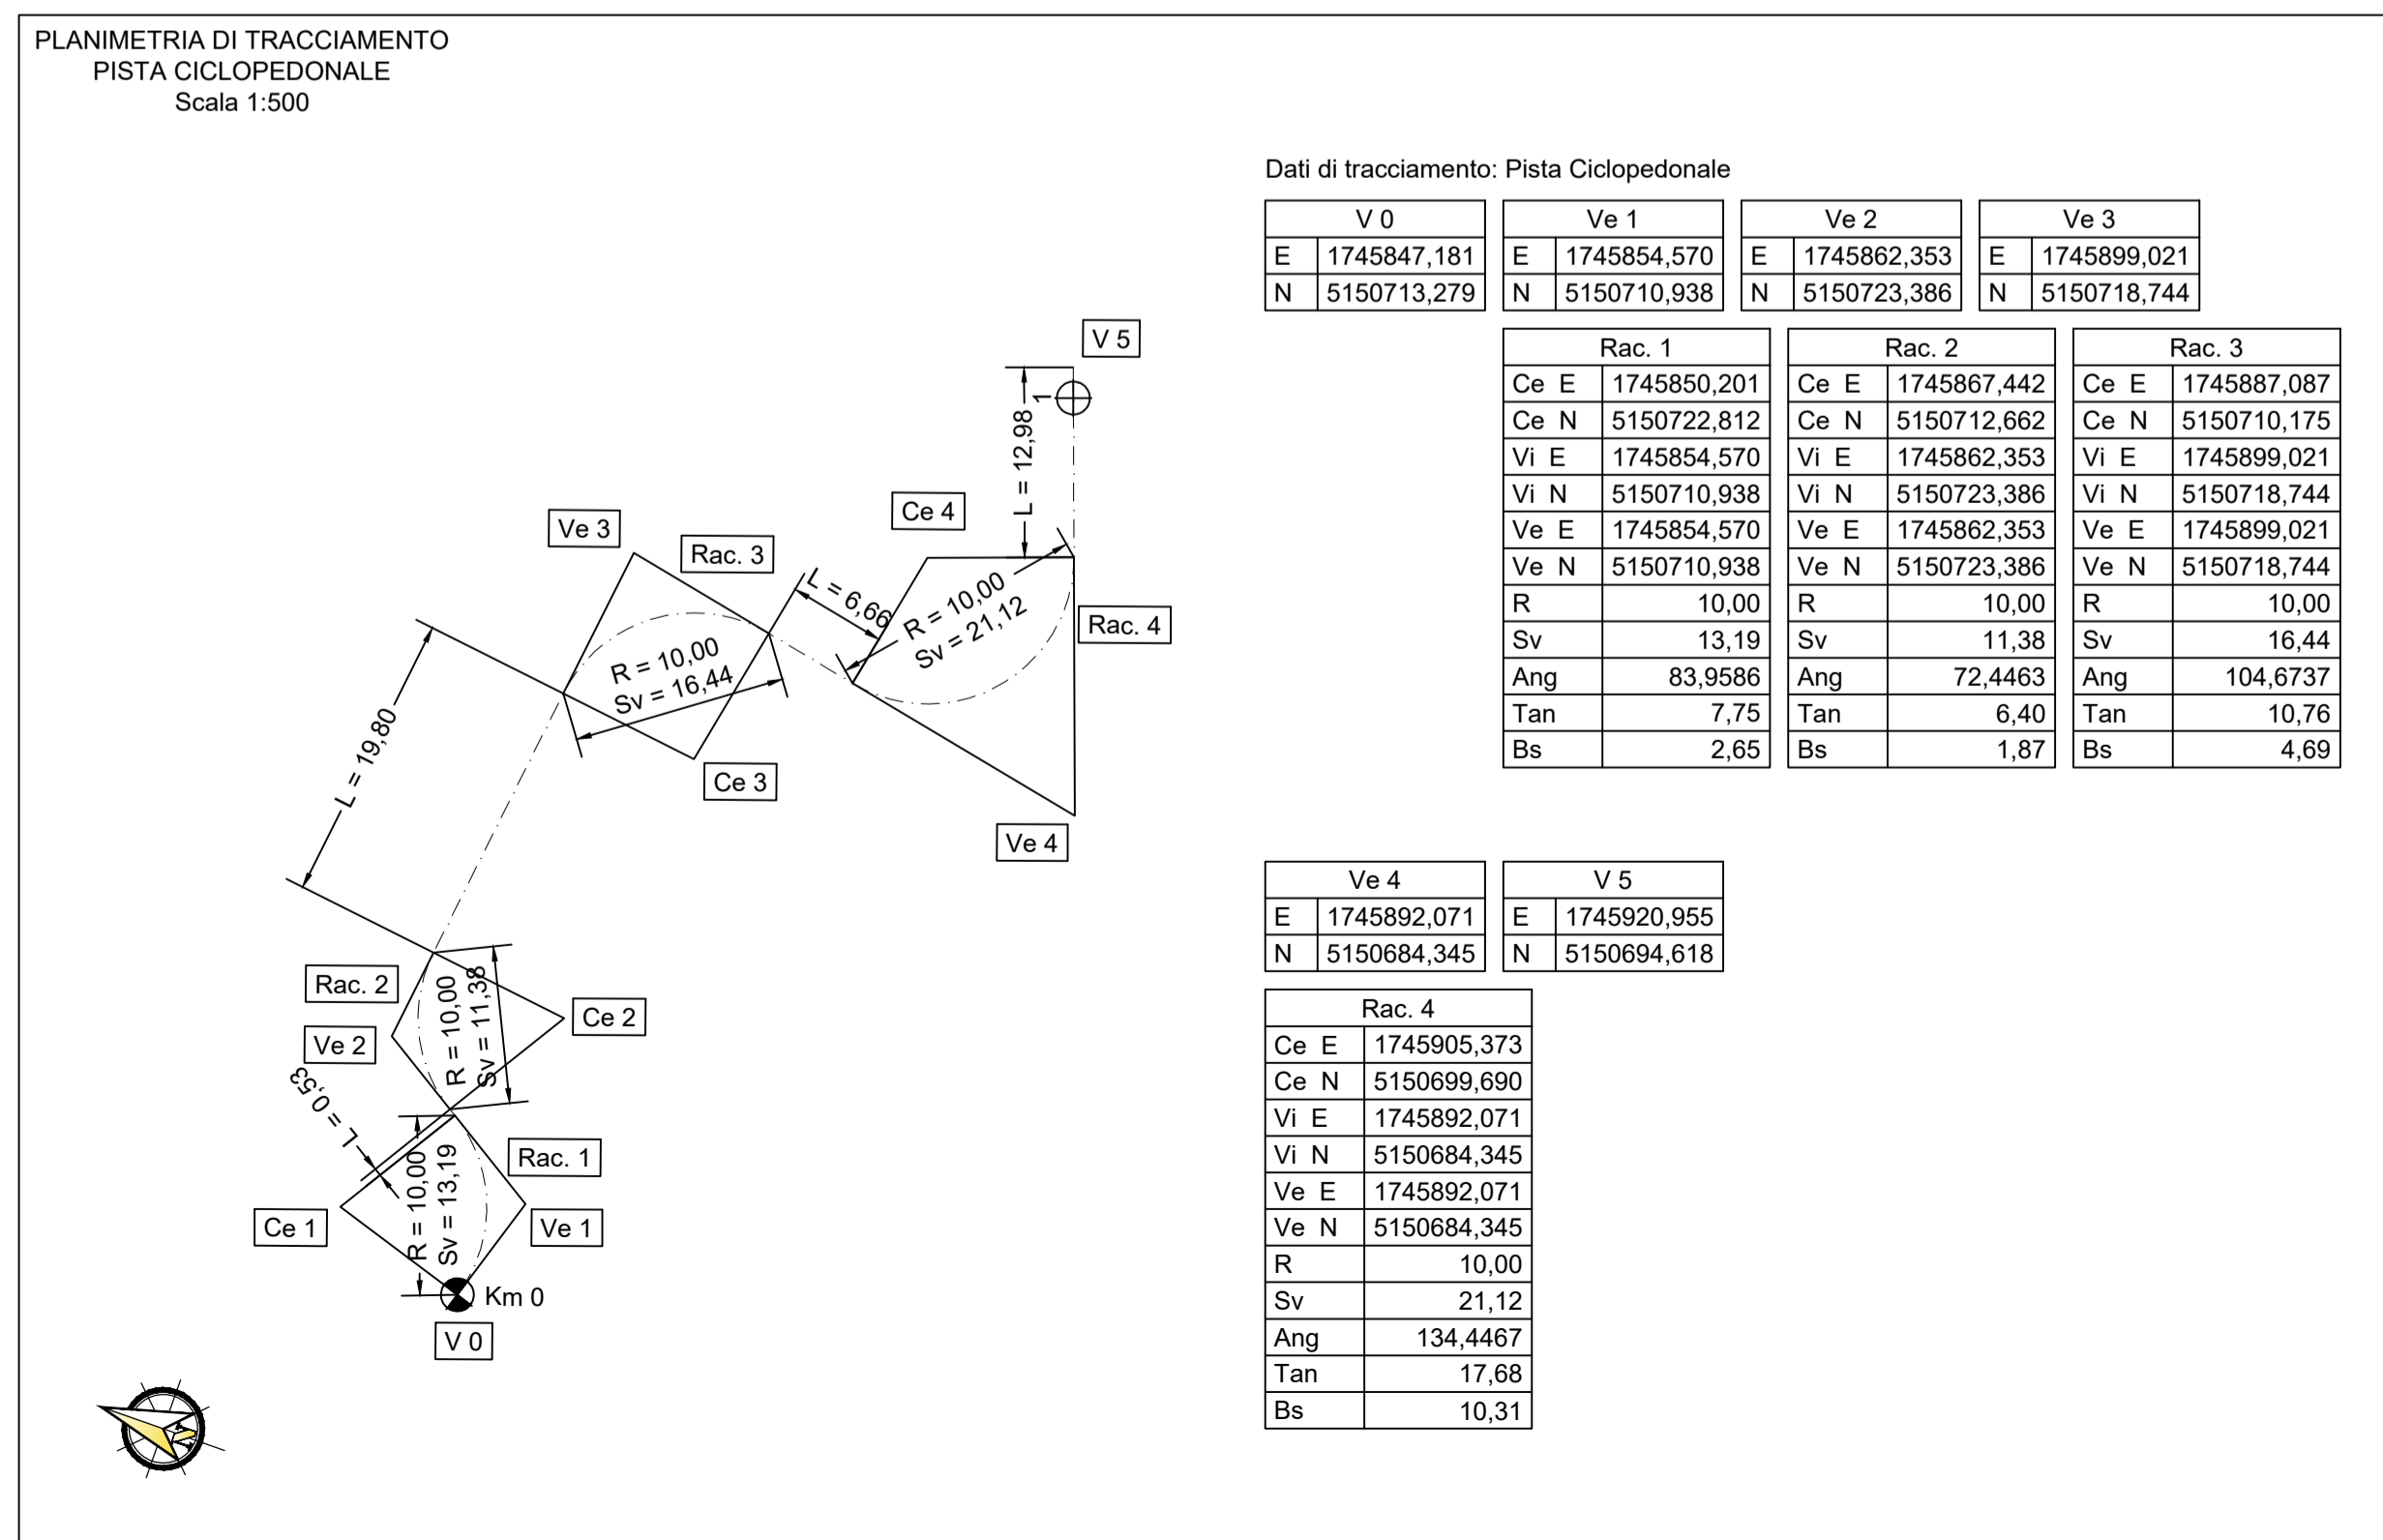 PLANIMETRIA DI TRACCIAMENTO
PISTA CICLOPEDONALE
Scala 1:500
Dati di tracciamento: Pista Ciclopedonale
V 0 Ve 1 Ve 2 Ve 3
E 1745847,181 E 1745854,570 E 1745862,353 E 1745899,021
N 5150713,279 N 5150710,938 N 5150723,386 N 5150718,744
Rac. 1 Rac. 2 Rac. 3
Ce E 1745850,201 Ce E 1745867,442 Ce E 1745887,087
Ce N 5150722,812 Ce N 5150712,662 Ce N 5150710,175
Vi E 1745854,570 Vi E 1745862,353 Vi E 1745899,021
Vi N 5150710,938 Vi N 5150723,386 Vi N 5150718,744
Ve E 1745854,570 Ve E 1745862,353 Ve E 1745899,021
Ve N 5150710,938 Ve N 5150723,386 Ve N 5150718,744
R 10,00 R 10,00 R 10,00
Sv 13,19 Sv 11,38 Sv 16,44
Ang 83,9586 Ang 72,4463 Ang 104,6737
Tan 7,75 Tan 6,40 Tan 10,76
Bs 2,65 Bs 1,87 Bs 4,69
Ve 4 V 5
E 1745892,071 E 1745920,955
N 5150684,345 N 5150694,618
Rac. 4
Ce E 1745905,373
Ce N 5150699,690
Vi E 1745892,071
Vi N 5150684,345
Ve E 1745892,071
Ve N 5150684,345
R 10,00
Sv 21,12
Ang 134,4467
Tan 17,68
Bs 10,31
V 5
1
L = 12,98
Ce 4
Ve 3
Rac. 3
L = 6,66
R = 10,00
Sv = 21,12
Rac. 4
R = 10,00
Sv = 16,44
L = 19,80
Ce 3
Ve 4
Rac. 2
R = 10,00
Sv = 11,38
Ce 2
Ve 2
L = 0,53
Rac. 1
R = 10,00
Sv = 13,19
Ce 1
Ve 1
Km 0
V 0